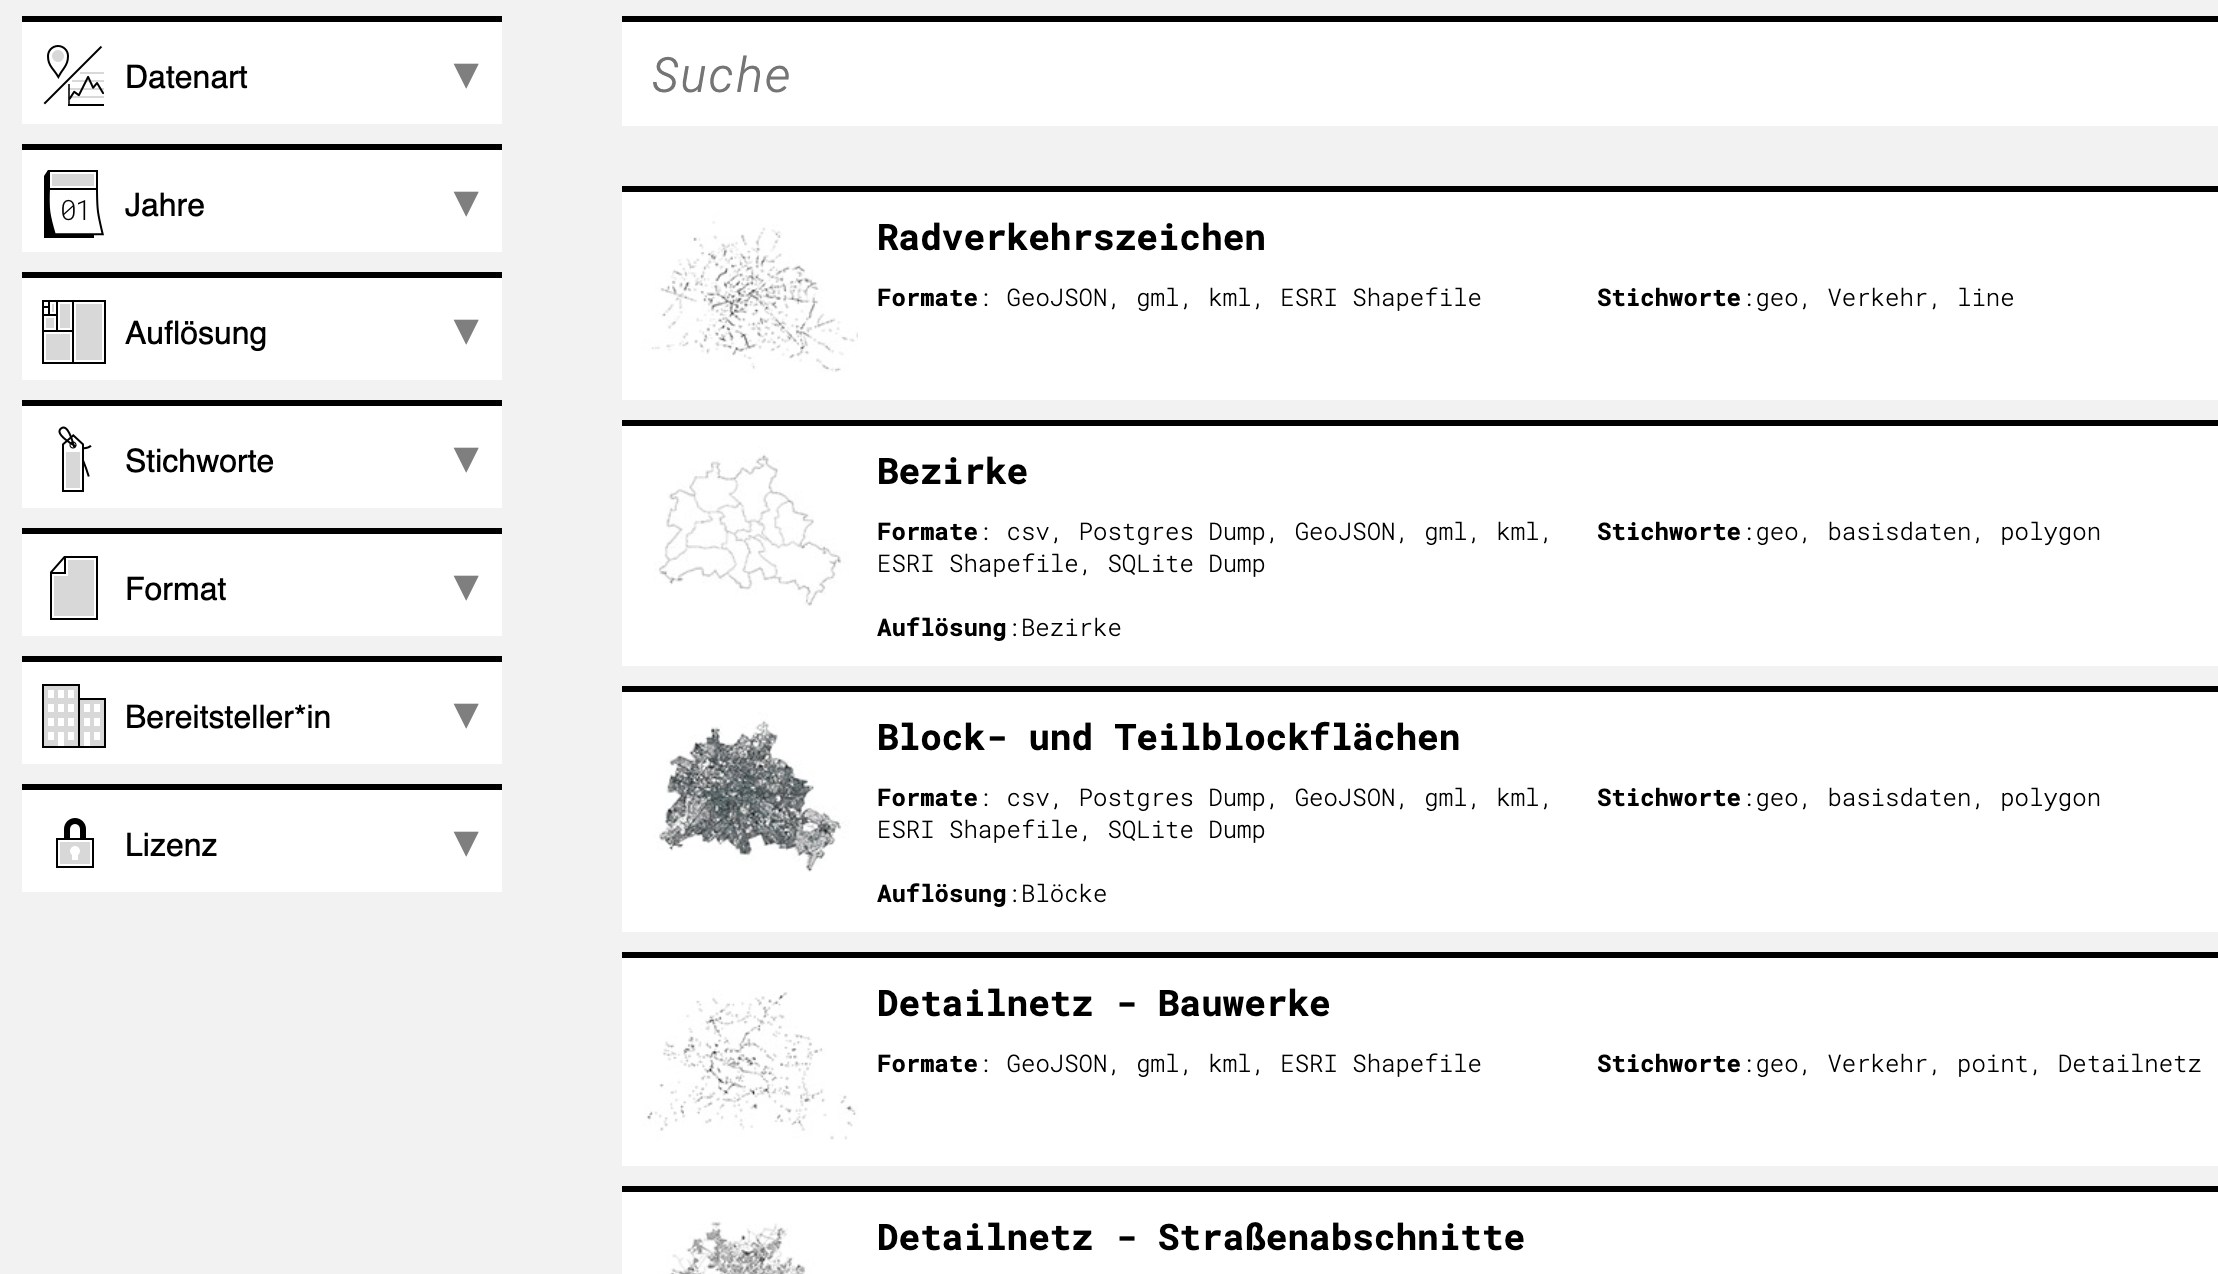 Datenart
Jahre
01
Auflösung
Stichworte
Format
Bereitsteller*in
Lizenz
Suche
Radverkehrszeichen
Formate: GeoJSON, gml, kml, ESRI Shapefile
Stichworte:geo, Verkehr, line
Bezirke
Formate: csv, Postgres Dump, GeoJSON, gml, kml,
ESRI Shapefile, SQLite Dump
Stichworte:geo, basisdaten, polygon
Auflösung:Bezirke
Block- und Teilblockflächen
Formate: csv, Postgres Dump, GeoJSON, gml, kml,
ESRI Shapefile, SQLite Dump
Stichworte:geo, basisdaten, polygon
Auflösung:Blöcke
Detailnetz - Bauwerke
Formate: GeoJSON, gml, kml, ESRI Shapefile
Stichworte:geo, Verkehr, point, Detailnetz
Detailnetz - Straßenabschnitte